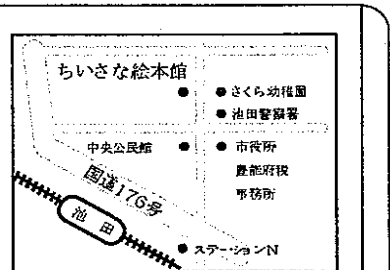 ちいさな絵本館
さくら幼稚園
池田警察署
中央公民館
市役所
豊能府税
事務所
国道176号
池田
ステーションN